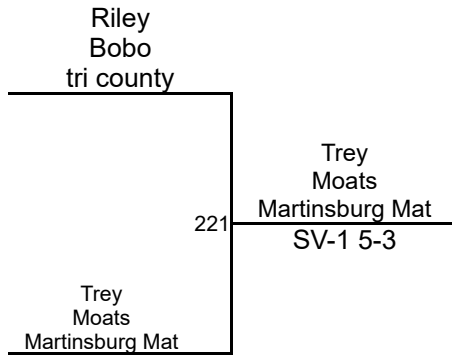 Riley
Bobo
tri county
Trey
Moats
Martinsburg Mat
221
SV-1 5-3
Trey
Moats
Martinsburg Mat